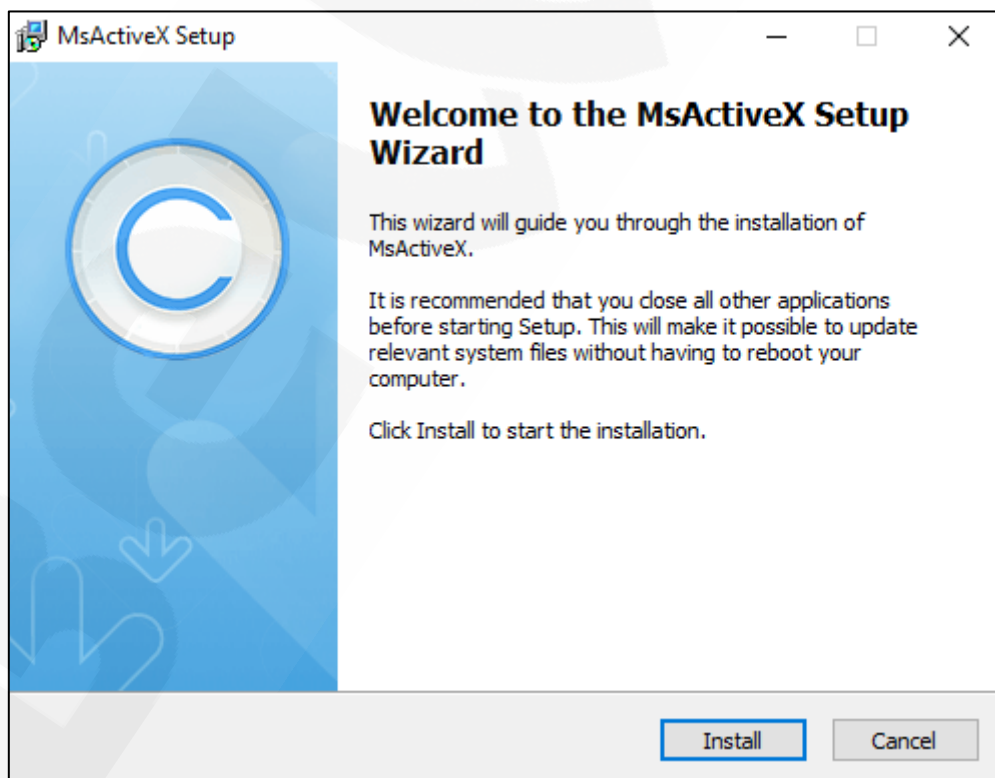 MsActiveX Setup
Welcome to the MsActiveX Setup
Wizard
This wizard will guide you through the installation of
MsActiveX.
It is recommended that you close all other applications
before starting Setup. This will make it possible to update
relevant system files without having to reboot your
computer.
Click Install to start the installation.
Install
Cancel